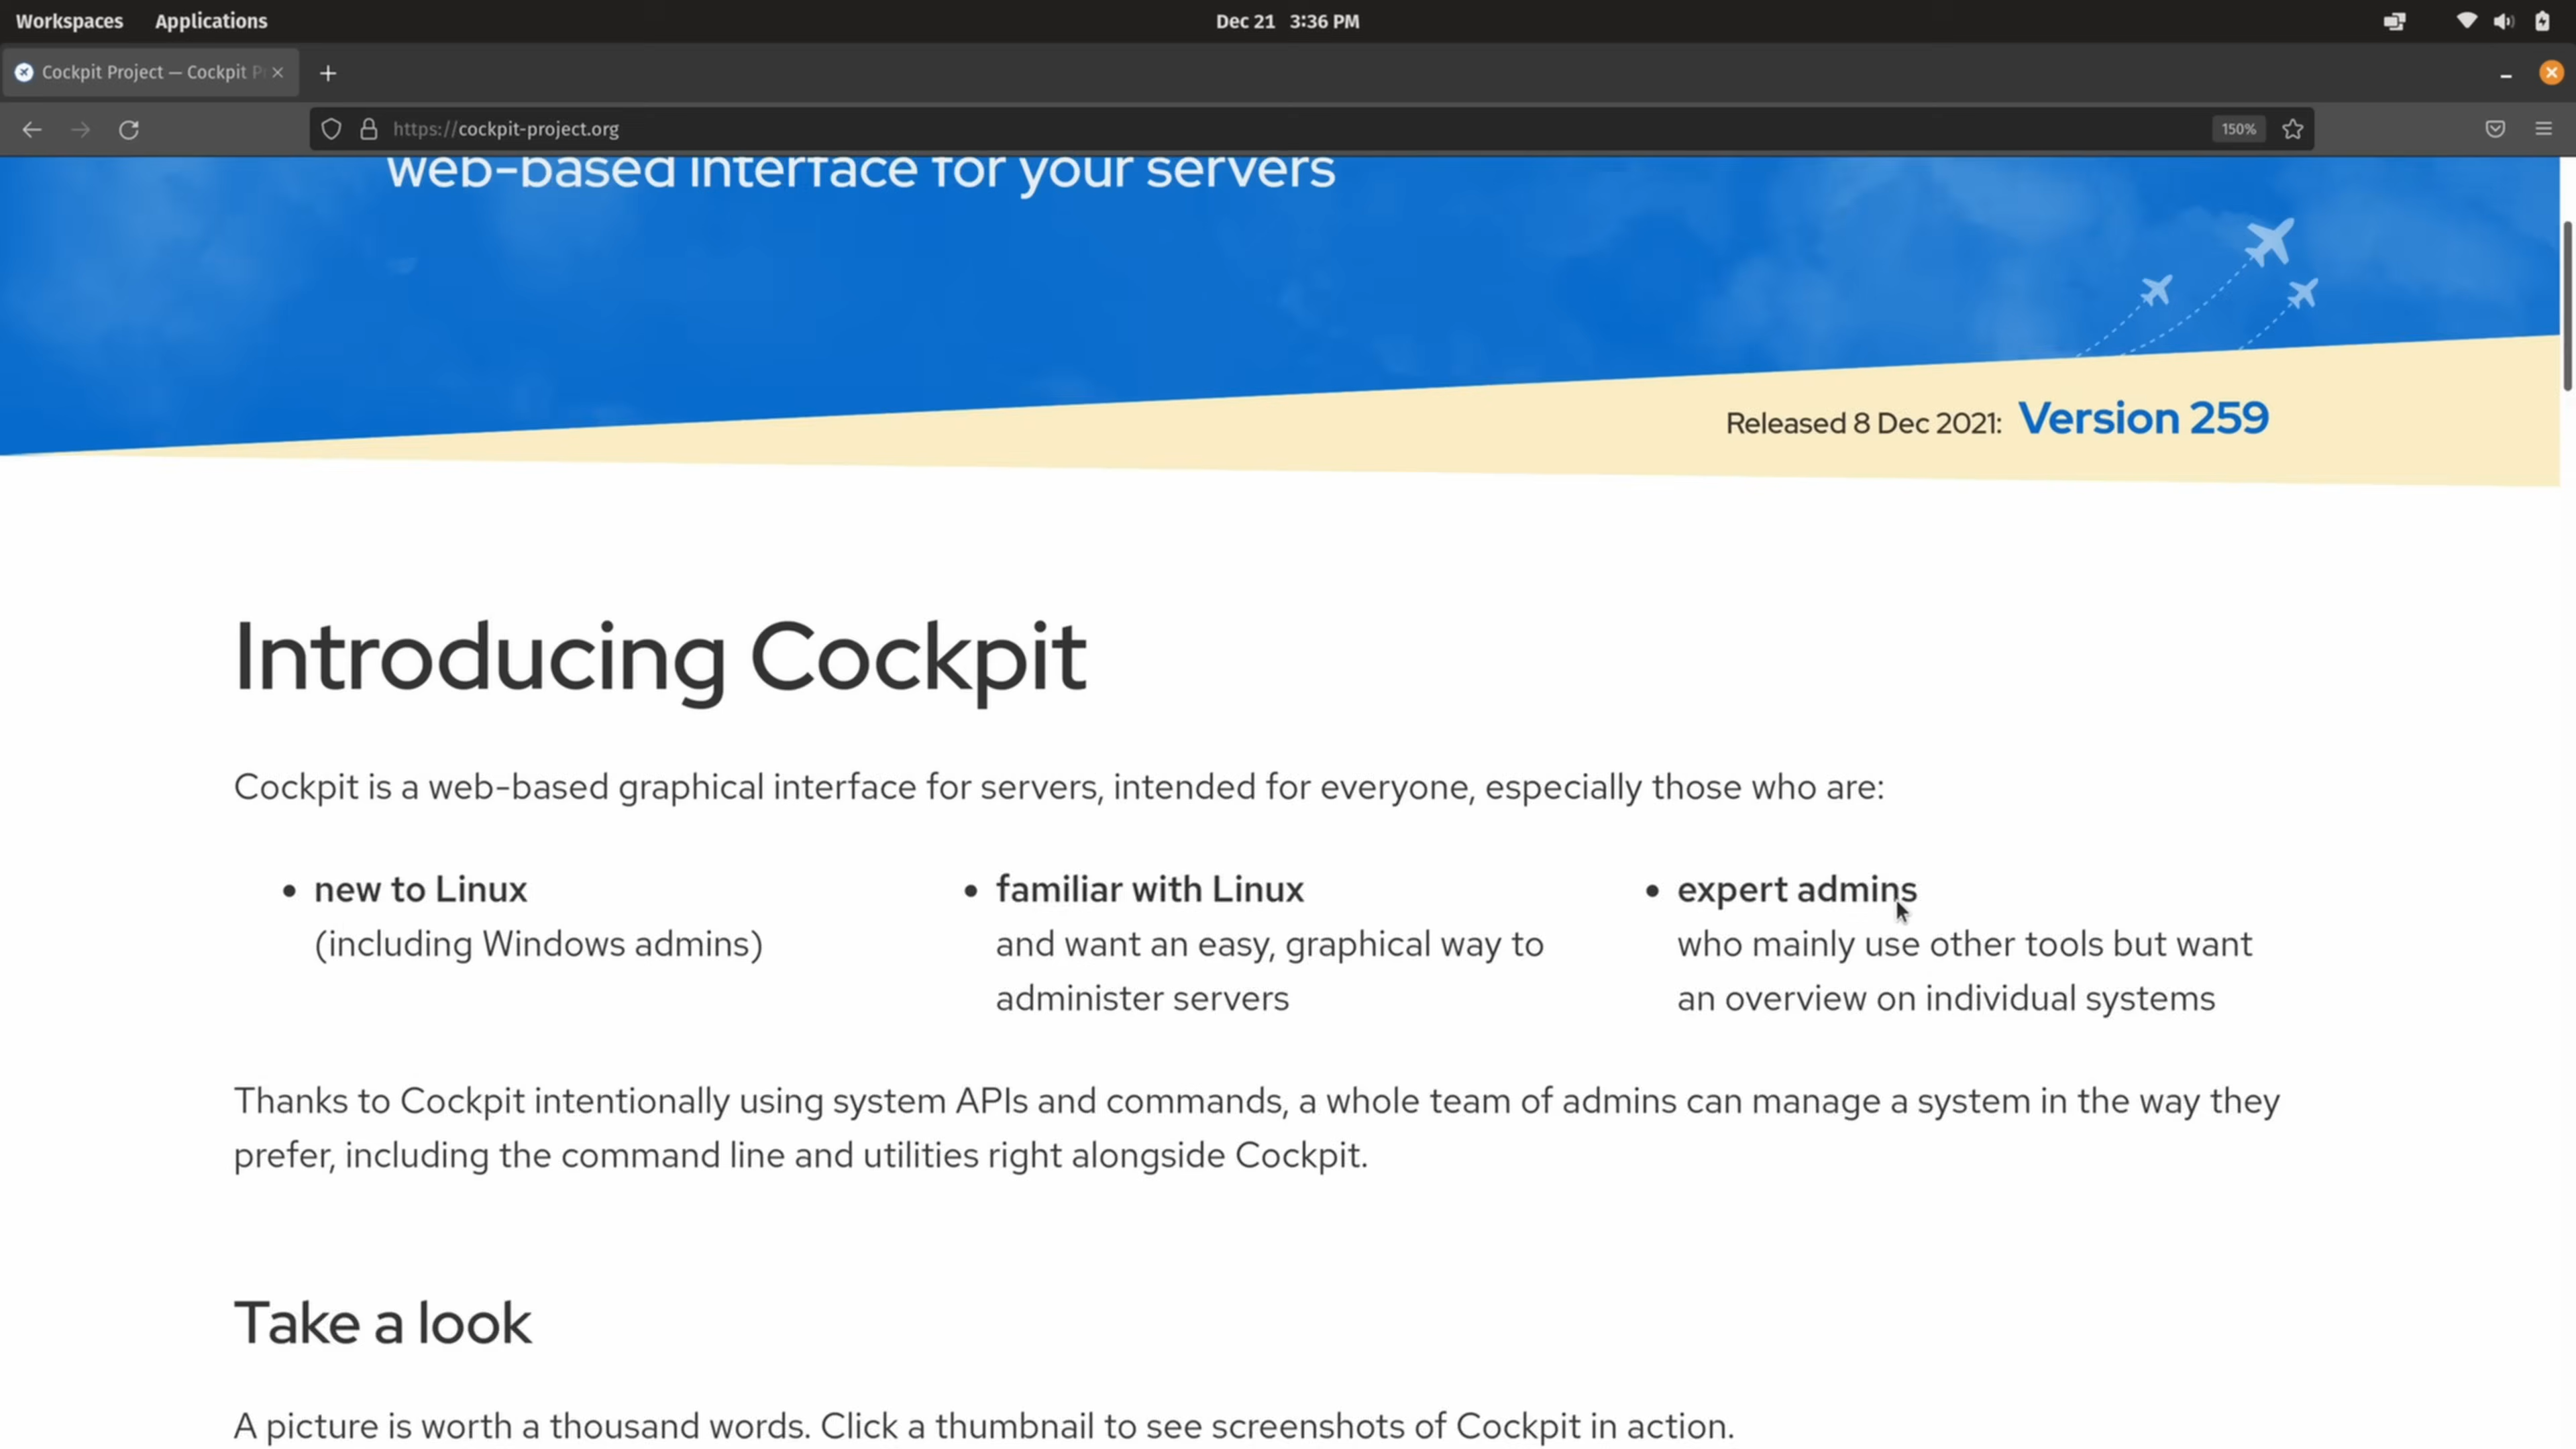 Workspaces Applications Dec 21 3:36 PM
Cockpit Project — Cockpit P
https://cockpit-project.org 150%
web-based interface for your servers
Released 8 Dec 2021: Version 259
Introducing Cockpit
Cockpit is a web-based graphical interface for servers, intended for everyone, especially those who are:
• new to Linux
(including Windows admins)
• familiar with Linux
and want an easy, graphical way to
administer servers
• expert admins
who mainly use other tools but want
an overview on individual systems
Thanks to Cockpit intentionally using system APIs and commands, a whole team of admins can manage a system in the way they
prefer, including the command line and utilities right alongside Cockpit.
Take a look
A picture is worth a thousand words. Click a thumbnail to see screenshots of Cockpit in action.